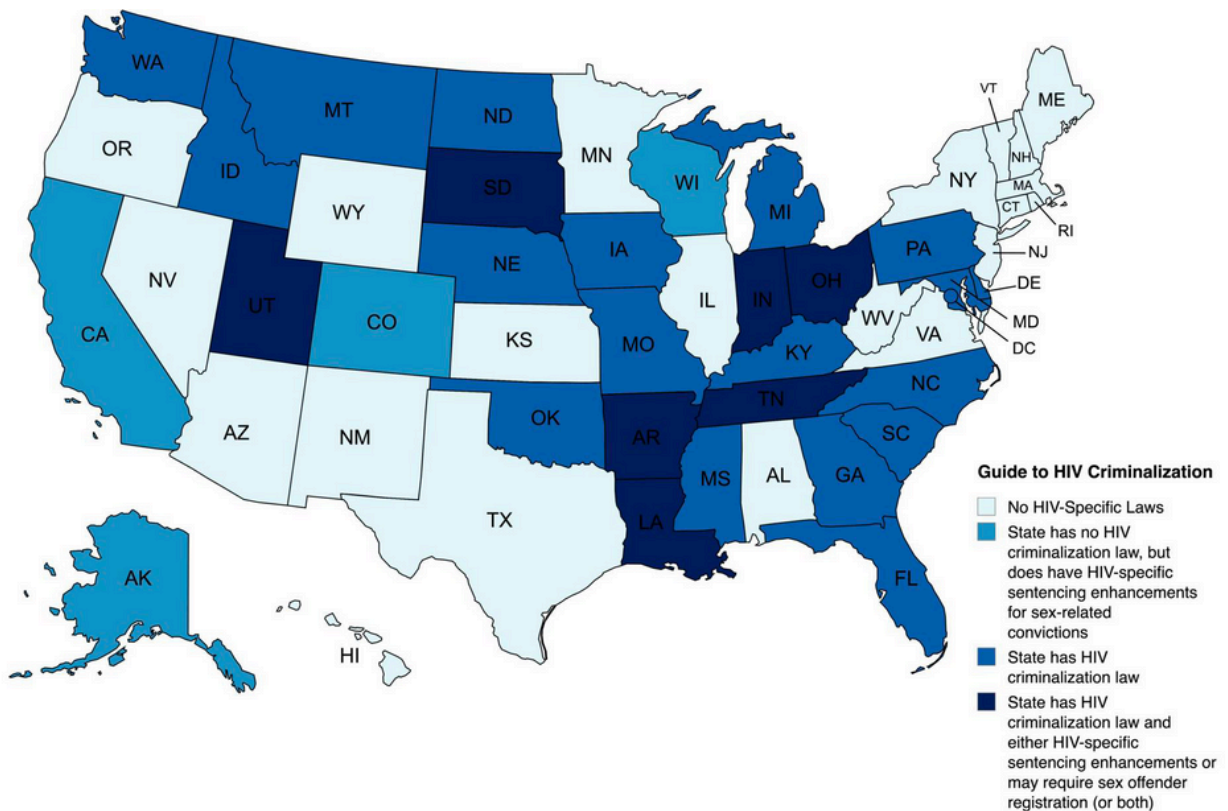 WA
MT
ND
MN
VT
ME
OR
ID
SD
WI
NH
NY
MA
WY
MI
CT
RI
NE
IA
PA
NJ
NV
OH
DE
UT
IL
IN
CA
CO
WV
MD
KS
MO
VA
DC
KY
NC
TN
AZ
NM
OK
AR
SC
MS
AL
GA
TX
LA
FL
AK
HI
Guide to HIV Criminalization
No HIV-Specific Laws
State has no HIV
criminalization law, but
does have HIV-specific
sentencing enhancements
for sex-related
convictions
State has HIV
criminalization law
State has HIV
criminalization law and
either HIV-specific
sentencing enhancements or
may require sex offender
registration (or both)